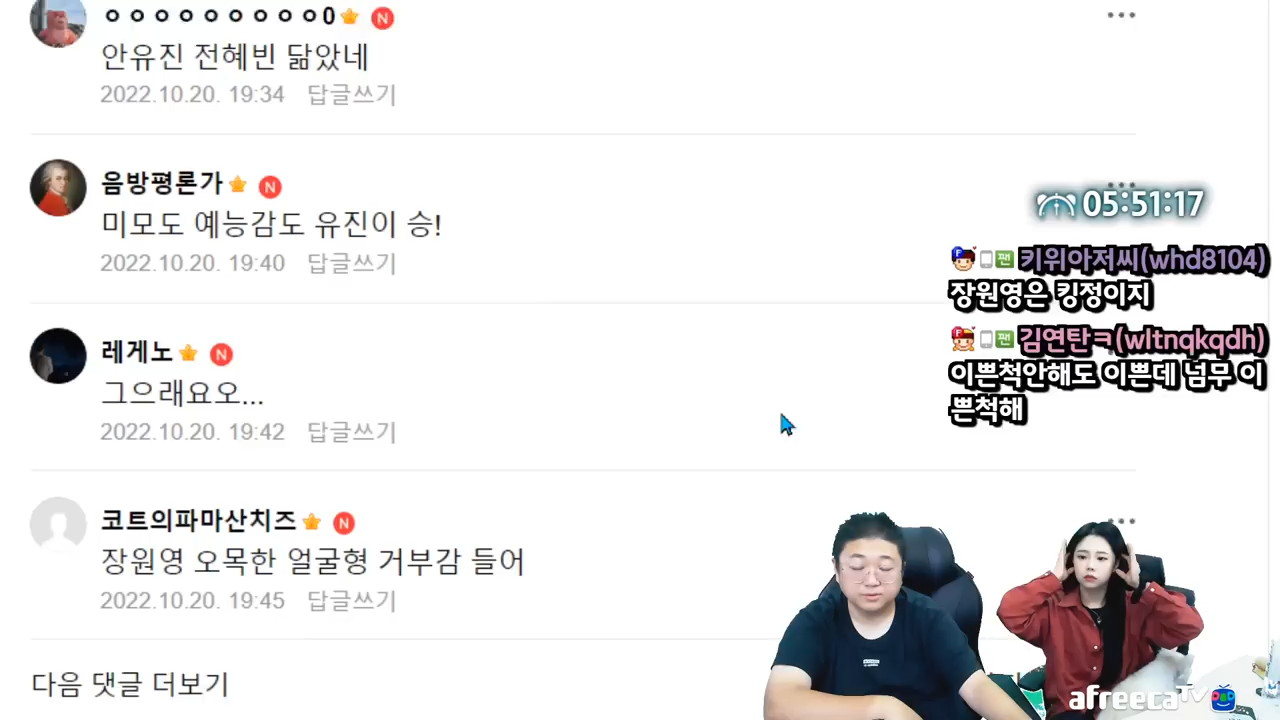 ㅇㅇㅇㅇㅇㅇㅇㅇㅇ0 N
안유진 전혜빈 닮았네
2022.10.20. 19:34 답글쓰기
음방평론가 N
미모도 예능감도 유진이 승!
2022.10.20. 19:40 답글쓰기
레게노 N
그으래요오...
2022.10.20. 19:42 답글쓰기
코트의파마산치즈 N
장원영 오목한 얼굴형 거부감 들어
2022.10.20. 19:45 답글쓰기
다음 댓글 더보기
05:51:17
F 팬 키위아저씨(whd8104)
장원영은 킹정이지
F 팬 김연탄ㅋ(wltnqkqdh)
이쁜척안해도 이쁜데 넘무 이
쁜척해
afreecaTV